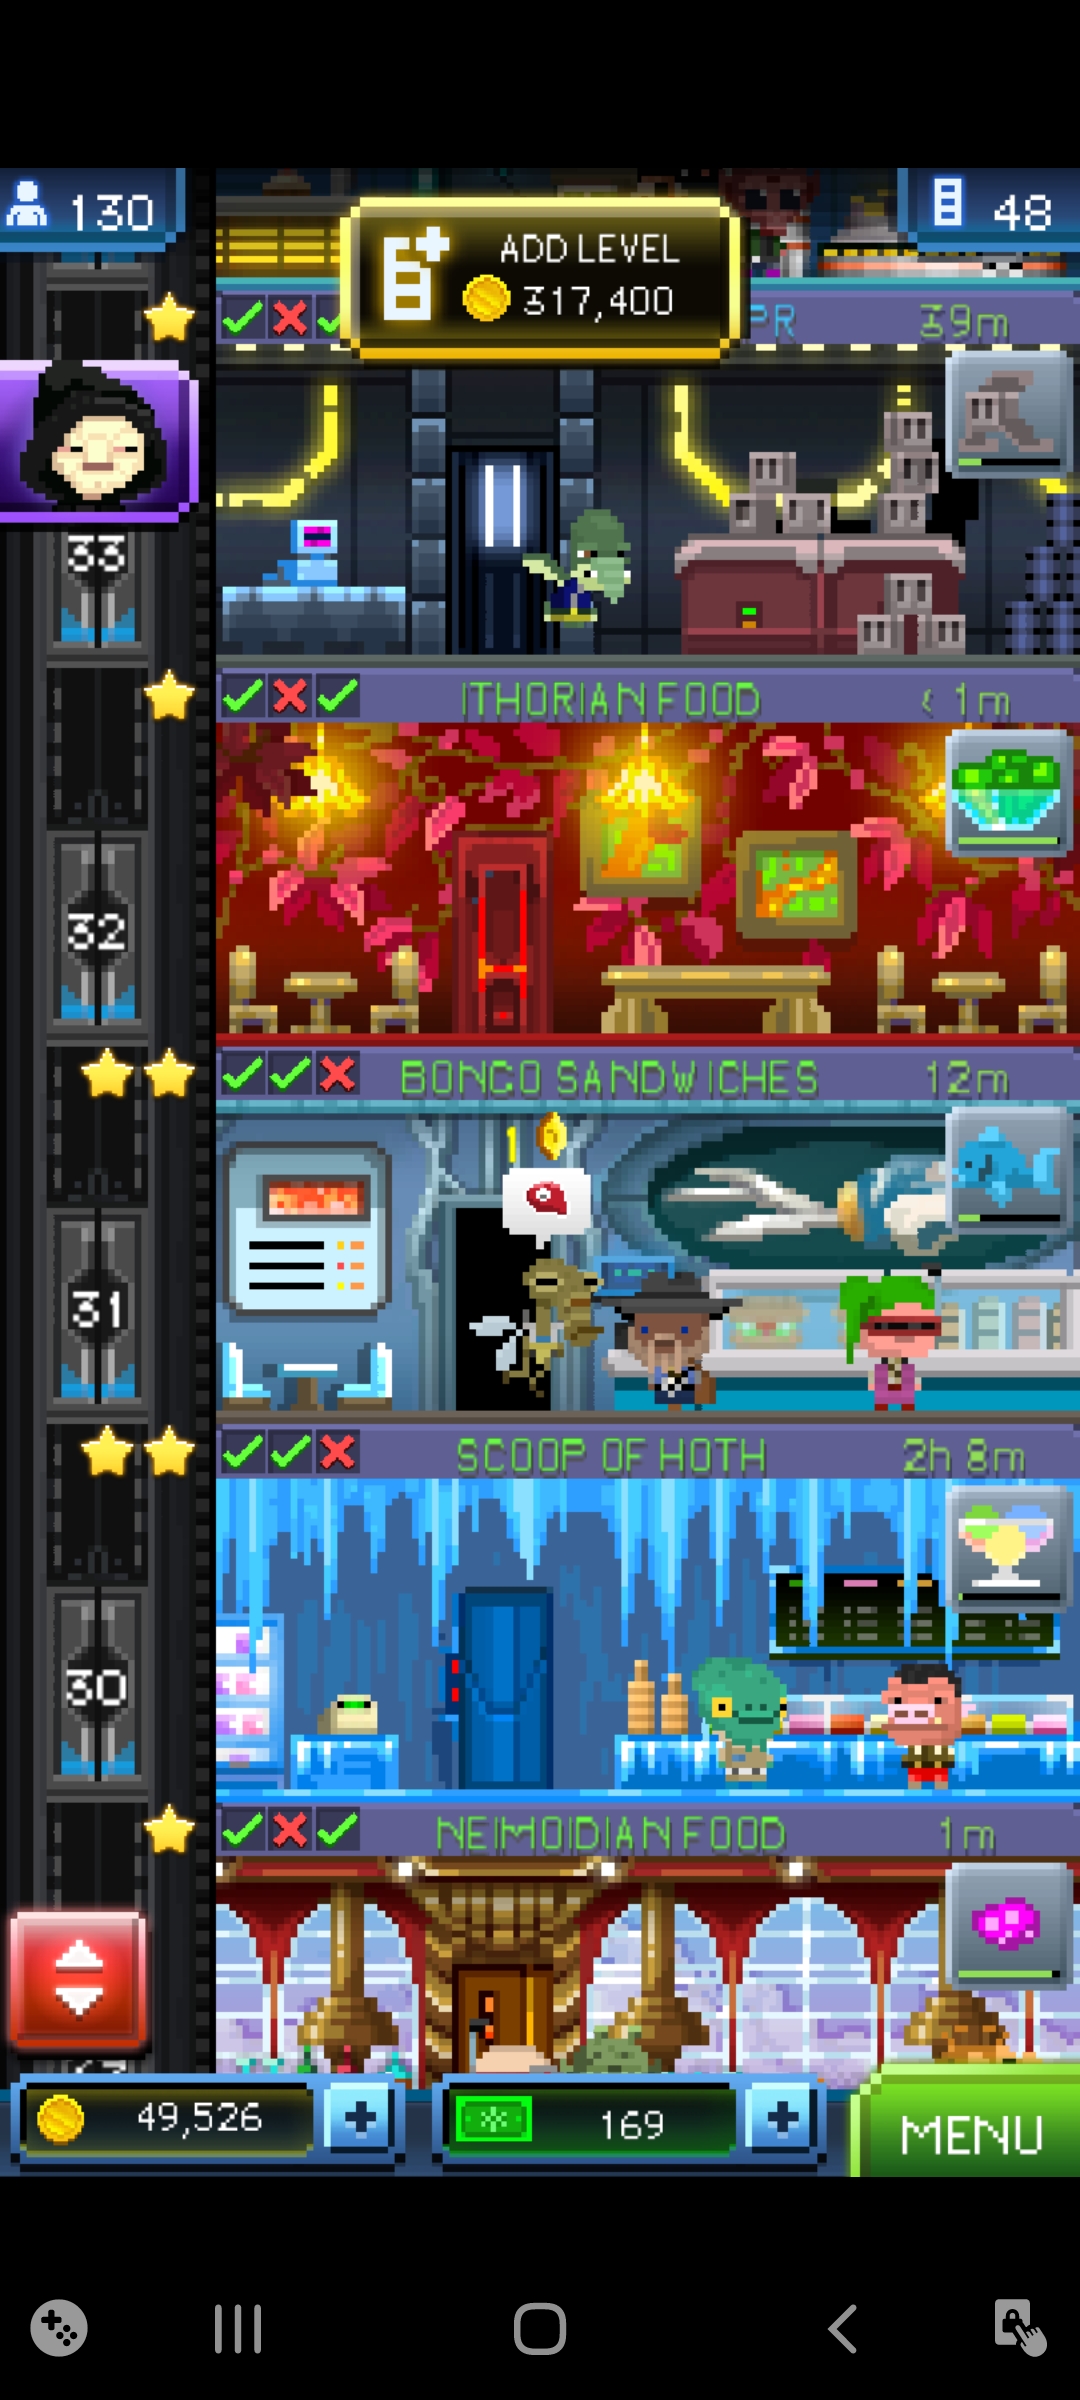 130
48
ADD LEVEL
317,400
PR 39m
33
ITHORIAN FOOD < 1m
32
BONGO SANDWICHES 12m
1
31
SCOOP OF HOTH 2h 8m
30
NEIMOIDIAN FOOD 1m
49,526
169
MENU